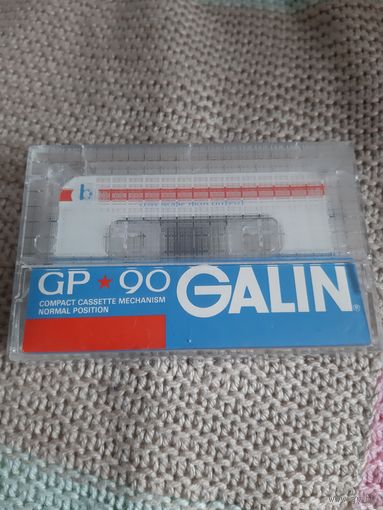 b
GP★90
GALIN®
COMPACT CASSETTE MECHANISM
NORMAL POSITION